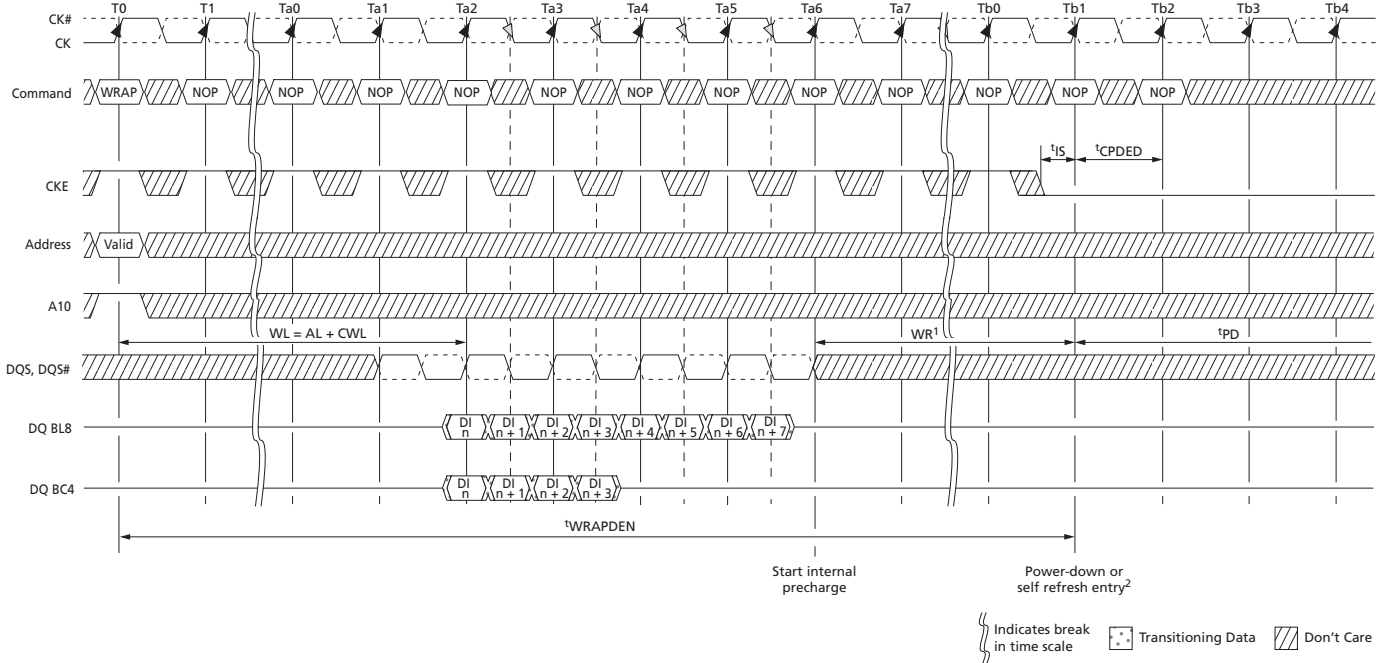 T0 T1 Ta0 Ta1 Ta2 Ta3 Ta4 Ta5 Ta6 Ta7 Tb0 Tb1 Tb2 Tb3 Tb4
CK#
CK
Command WRAP NOP NOP NOP NOP NOP NOP NOP NOP NOP NOP NOP NOP
tIS tCPDED
CKE
Address Valid
A10
WL = AL + CWL WR1 tPD
DQS, DQS#
DQ BL8 DI n DI n + 1 DI n + 2 DI n + 3 DI n + 4 DI n + 5 DI n + 6 DI n + 7
DQ BC4 DI n DI n + 1 DI n + 2 DI n + 3
tWRAPDEN
Start internal precharge
Power-down or self refresh entry2
Indicates break in time scale
Transitioning Data
Don't Care